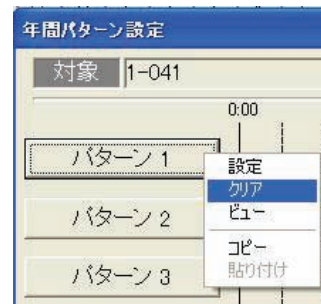 年間パターン設定
対象 1-041
0:00
パターン 1
設定
クリア
ビュー
コピー
貼り付け
パターン 2
パターン 3